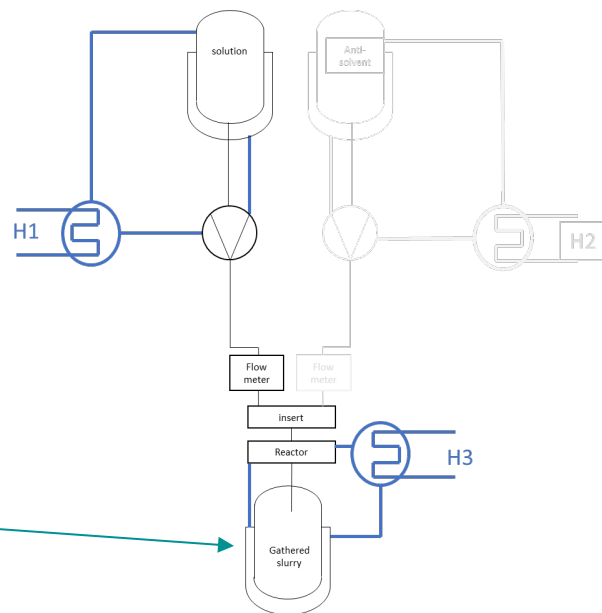 solution
Anti-
solvent
H1
H2
Flow
meter
Flow
meter
insert
Reactor
H3
Gathered
slurry